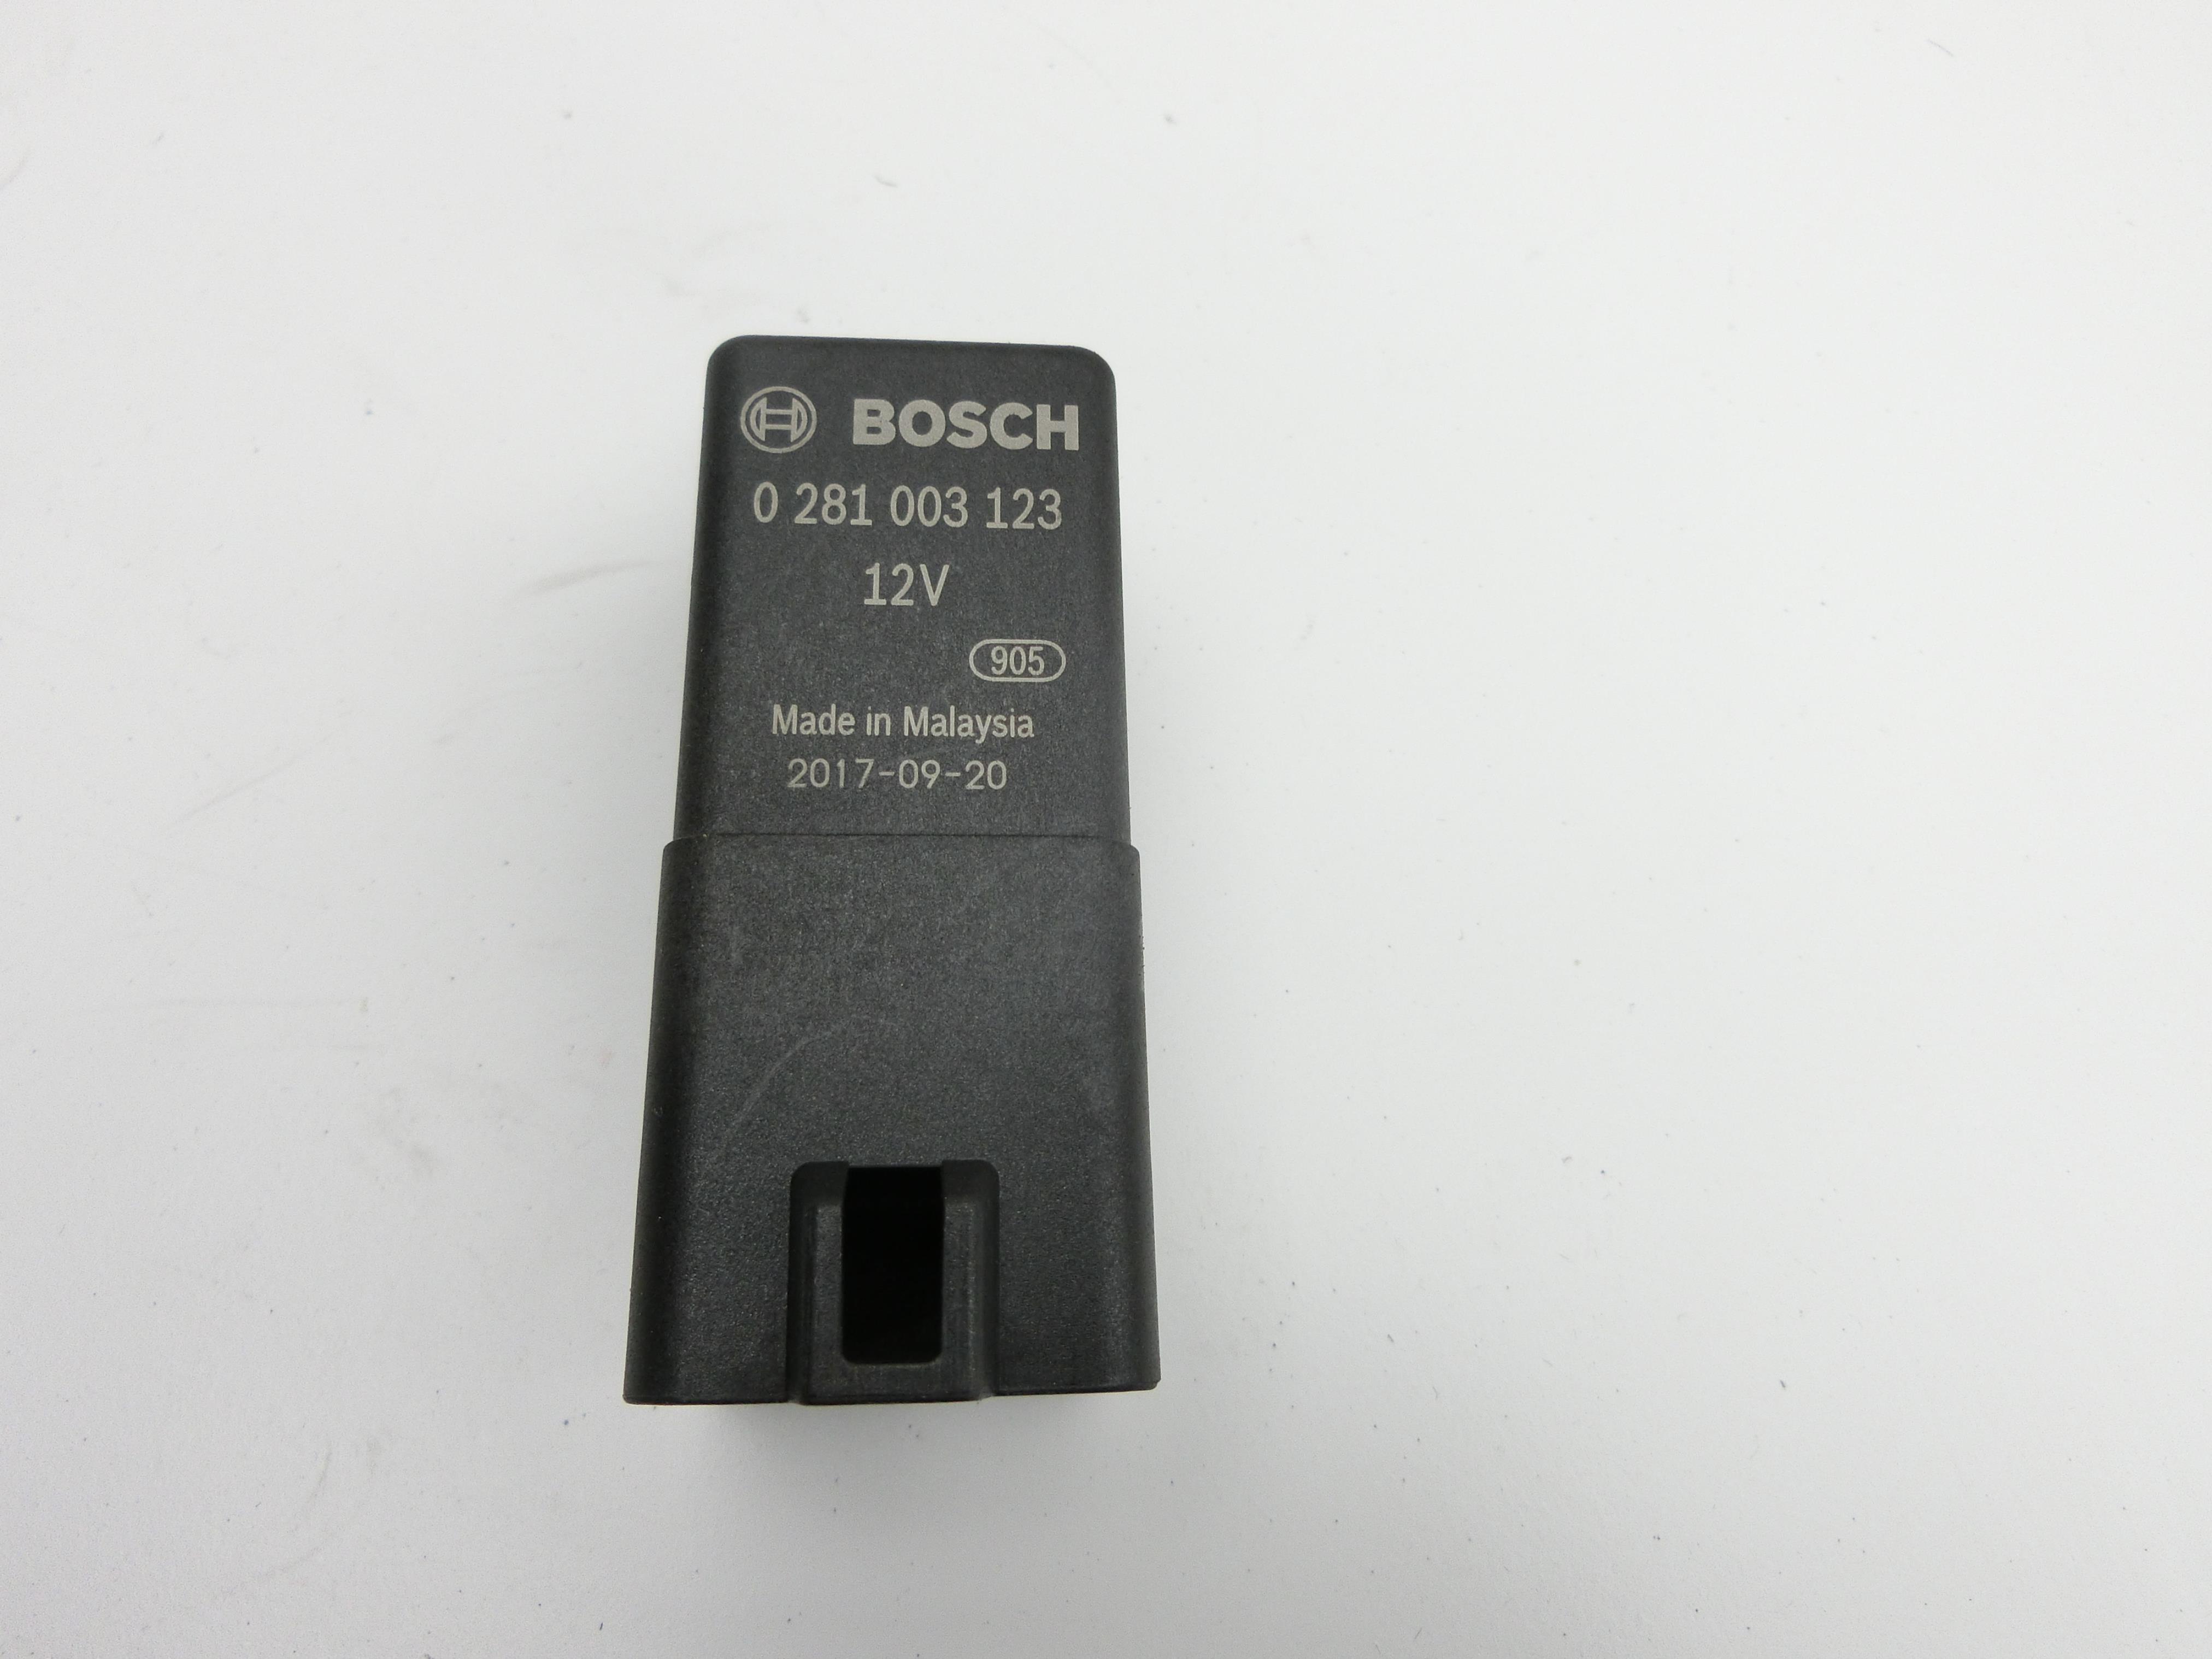 BOSCH
0 281 003 123
12V
905
Made in Malaysia
2017-09-20